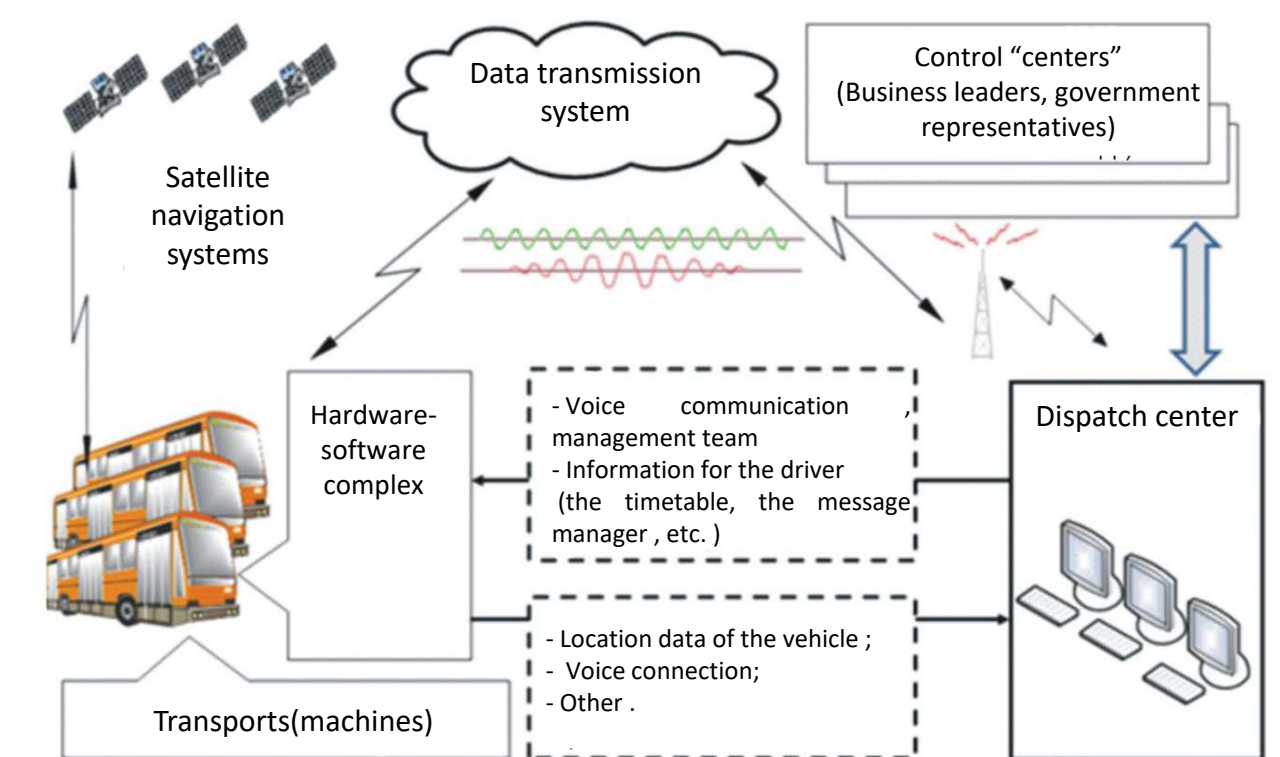 Data transmission
system
Control “centers”
(Business leaders, government
representatives)
Satellite
navigation
systems
Hardware-
software
complex
- Voice communication ,
management team
- Information for the driver
(the timetable, the message
manager , etc. )
Dispatch center
- Location data of the vehicle ;
- Voice connection;
- Other .
Transports(machines)